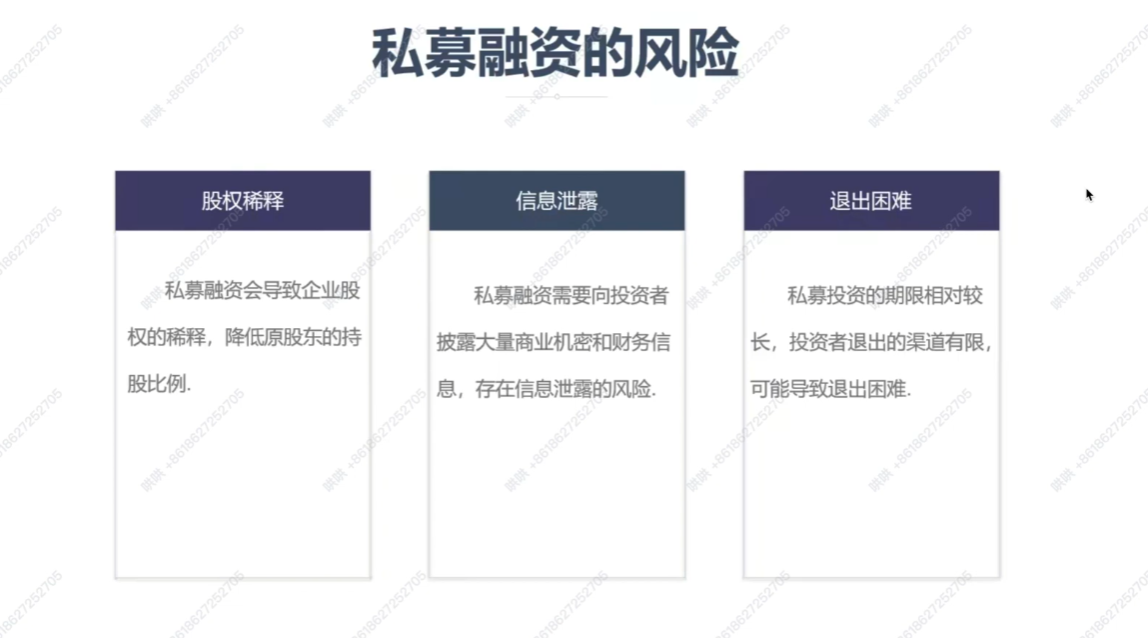 私募融资的风险
股权稀释
私募融资会导致企业股
权的稀释，降低原股东的持
股比例.
信息泄露
私募融资需要向投资者
披露大量商业机密和财务信
息，存在信息泄露的风险.
退出困难
私募投资的期限相对较
长，投资者退出的渠道有限，
可能导致退出困难.
+8618627252705